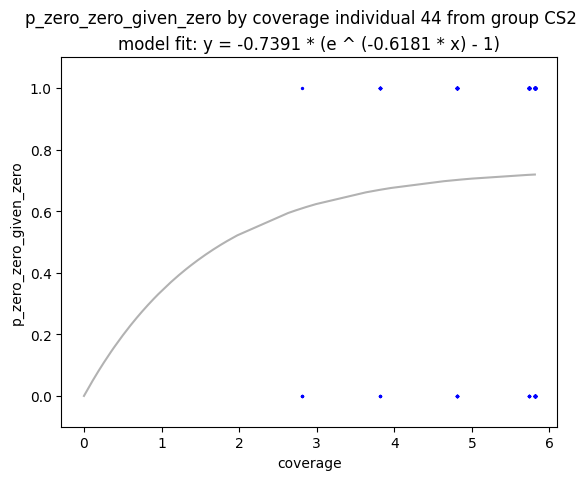 p_zero_zero_given_zero by coverage individual 44 from group CS2
model fit: y = -0.7391 * (e ^ (-0.6181 * x) - 1)
p_zero_zero_given_zero
1.0
0.8
0.6
0.4
0.2
0.0
0 1 2 3 4 5 6
coverage